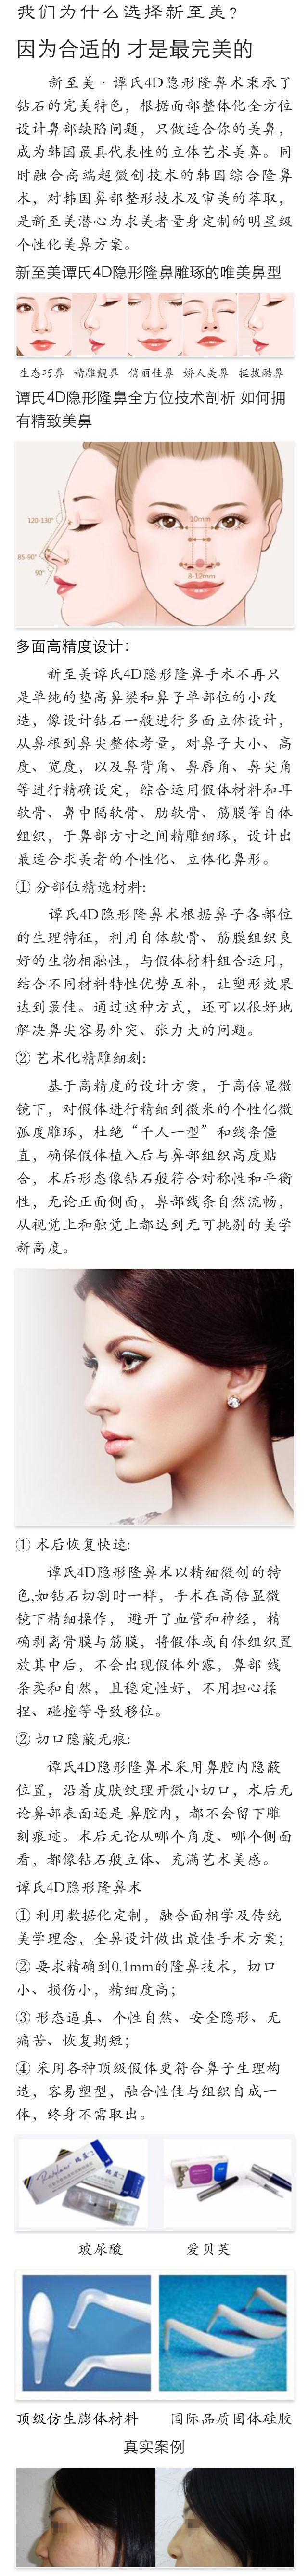 我们为什么选择新至美?
因为合适的 才是最完美的
新至美·谭氏4D隐形隆鼻术秉承了
钻石的完美特色，根据面部整体化全方位
设计鼻部缺陷问题，只做适合你的美鼻，
成为韩国最具代表性的立体艺术美鼻。同
时融合高端超微创技术的韩国综合隆鼻
术，对韩国鼻部整形技术及审美的萃取，
是新至美潜心为求美者量身定制的明星级
个性化美鼻方案。
新至美谭氏4D隐形隆鼻雕琢的唯美鼻型
生态巧鼻 精雕靓鼻 俏丽佳鼻 娇人美鼻 挺拔酷鼻
谭氏4D隐形隆鼻全方位技术剖析 如何拥
有精致美鼻
10mm
120-130°
85-90°
90°
8-12mm
多面高精度设计：
新至美谭氏4D隐形隆鼻手术不再只
是单纯的垫高鼻梁和鼻子单部位的小改
造，像设计钻石一般进行多面立体设计，
从鼻根到鼻尖整体考量，对鼻子大小、高
度、宽度，以及鼻背角、鼻唇角、鼻尖角
等进行精确设定，综合运用假体材料和耳
软骨、鼻中隔软骨、肋软骨、筋膜等自体
组织，于鼻部方寸之间精雕细琢，设计出
最适合求美者的个性化、立体化鼻形。
① 分部位精选材料:
谭氏4D隐形隆鼻术根据鼻子各部位
的生理特征，利用自体软骨、筋膜组织良
好的生物相融性，与假体材料组合运用，
结合不同材料特性优势互补，让塑形效果
达到最佳。通过这种方式，还可以很好地
解决鼻尖容易外突、张力大的问题。
② 艺术化精雕细刻:
基于高精度的设计方案，于高倍显微
镜下，对假体进行精细到微米的个性化微
弧度雕琢，杜绝“千人一型”和线条僵
直，确保假体植入后与鼻部组织高度贴
合，术后形态像钻石般符合对称性和平衡
性，无论正面侧面，鼻部线条自然流畅，
从视觉上和触觉上都达到无可挑剔的美学
新高度。
① 术后恢复快速:
谭氏4D隐形隆鼻术以精细微创的特
色,如钻石切割时一样，手术在高倍显微
镜下精细操作， 避开了血管和神经，精
确剥离骨膜与筋膜，将假体或自体组织置
放其中后，不会出现假体外露，鼻部 线
条柔和自然，且稳定性好，不用担心揉
捏、碰撞等导致移位。
② 切口隐蔽无痕:
谭氏4D隐形隆鼻术采用鼻腔内隐蔽
位置，沿着皮肤纹理开微小切口，术后无
论鼻部表面还是 鼻腔内，都不会留下雕
刻痕迹。术后无论从哪个角度、哪个侧面
看，都像钻石般立体、充满艺术美感。
谭氏4D隐形隆鼻术
① 利用数据化定制，融合面相学及传统
美学理念，全鼻设计做出最佳手术方案；
② 要求精确到0.1mm的隆鼻技术，切口
小、损伤小，精细度高；
③ 形态逼真、个性自然、安全隐形、无
痛苦、恢复期短；
④ 采用各种顶级假体更符合鼻子生理构
造，容易塑型，融合性佳与组织自成一
体，终身不需取出。
玻尿酸 爱贝芙
顶级仿生膨体材料 国际品质固体硅胶
真实案例